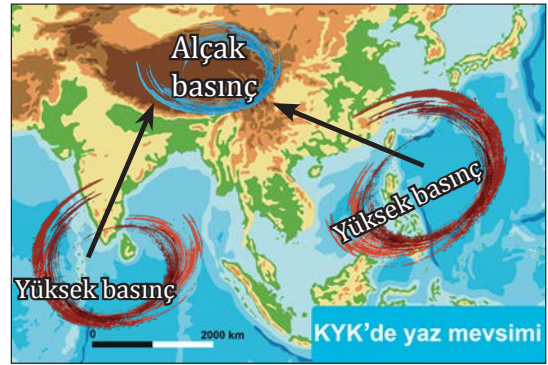 Alçak
basınç
Yüksek basınç
Yüksek basınç
0 2000 km
KYK'de yaz mevsimi